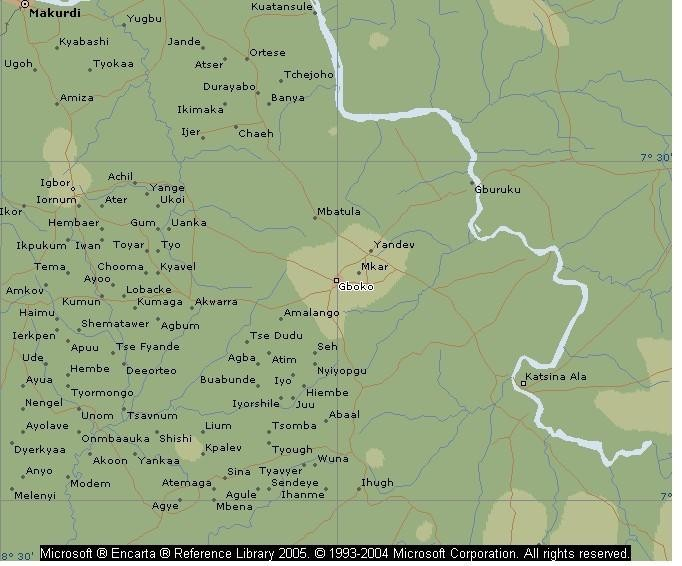 Kuatansule
Makurdi
Yugbu
Kyabashi
Jande
Ortese
Ugoh
Tyokaa
Atser
Tchejoho
Durayabo
Amiza
Banya
Ikimaka
Ijer
Chaeh
7° 30'
Achil
Igbor
Yange
Gburuku
Iornum
Ater
Ukoi
Ikor
Mbatula
Hembaer
Gum
Uanka
Ikpukum
Iwan
Toyar
Tyo
Yandev
Tema
Chooma
Kyavel
Mkar
Ayoo
Gboko
Amkov
Lobacke
Kumun
Kumaga
Akwarra
Haimu
Amalango
Shematawer
Agbum
Ierkpen
Tse Dudu
Apuu
Tse Fyande
Seh
Ude
Agba
Atim
Hembe
Deeorteo
Nyiyopgu
Katsina Ala
Ayua
Buabunde
Iyo
Tyormongo
Hiembe
Nengel
Iyorshile
Juu
Unom
Tsavnum
Abaal
Ayolave
Lium
Tsomba
Onmbaauka
Shishi
Dyerkyaa
Kpalev
Tyough
Akoon
Yankaa
Wuna
Anyo
Sina
Tyavyer
Modem
Atemaga
Sendeye
Ihugh
Melenyi
Agule
Ihanme
7°
Agye
Mbena
8° 30'
Microsoft ® Encarta ® Reference Library 2005. © 1993-2004 Microsoft Corporation. All rights reserved.